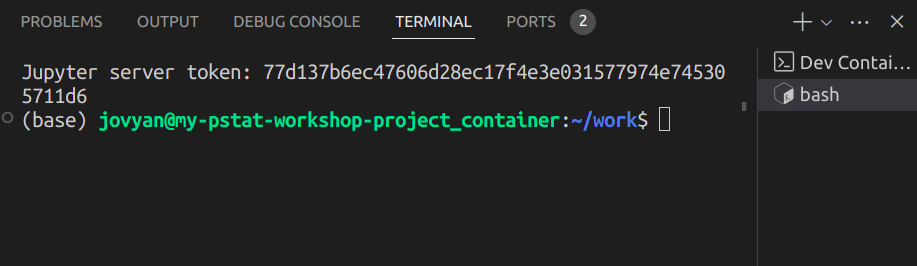 PROBLEMS OUTPUT DEBUG CONSOLE TERMINAL PORTS 2
Jupyter server token: 77d137b6ec47606d28ec17f4e3e031577974e74530
5711d6
(base) jovyan@my-pstat-workshop-project_container:~/work$
Dev Contai...
bash